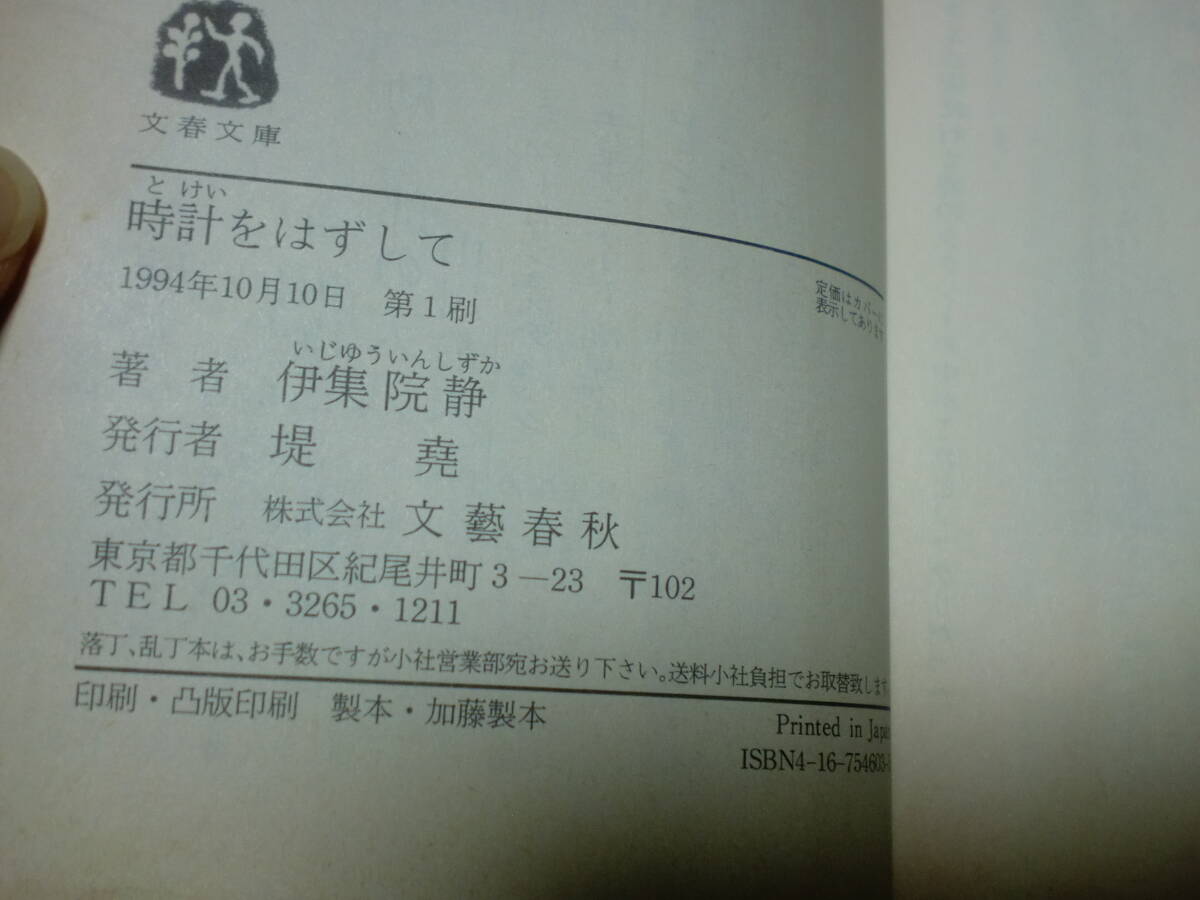 文春文庫
とけい
時計をはずして
1994年10月10日 第1刷
定価はカバーに
表示してあります
いじゆういんしずか
著者 伊集院静
発行者 堤堯
発行所 株式会社 文藝春秋
東京都千代田区紀尾井町3―23 〒102
TEL 03・3265・1211
落丁、乱丁本は、お手数ですが小社営業部宛お送り下さい。送料小社負担でお取替致します。
印刷・凸版印刷 製本・加藤製本
Printed in Japan
ISBN4-16-754603-